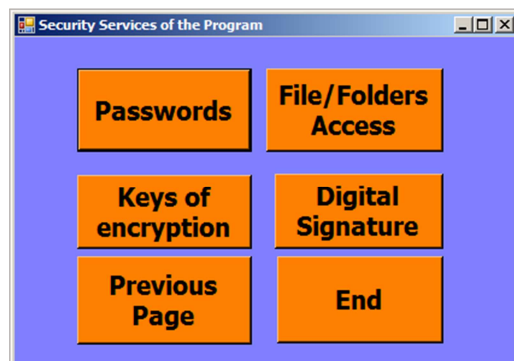 Security Services of the Program
Passwords
File/Folders
Access
Keys of
encryption
Digital
Signature
Previous
Page
End